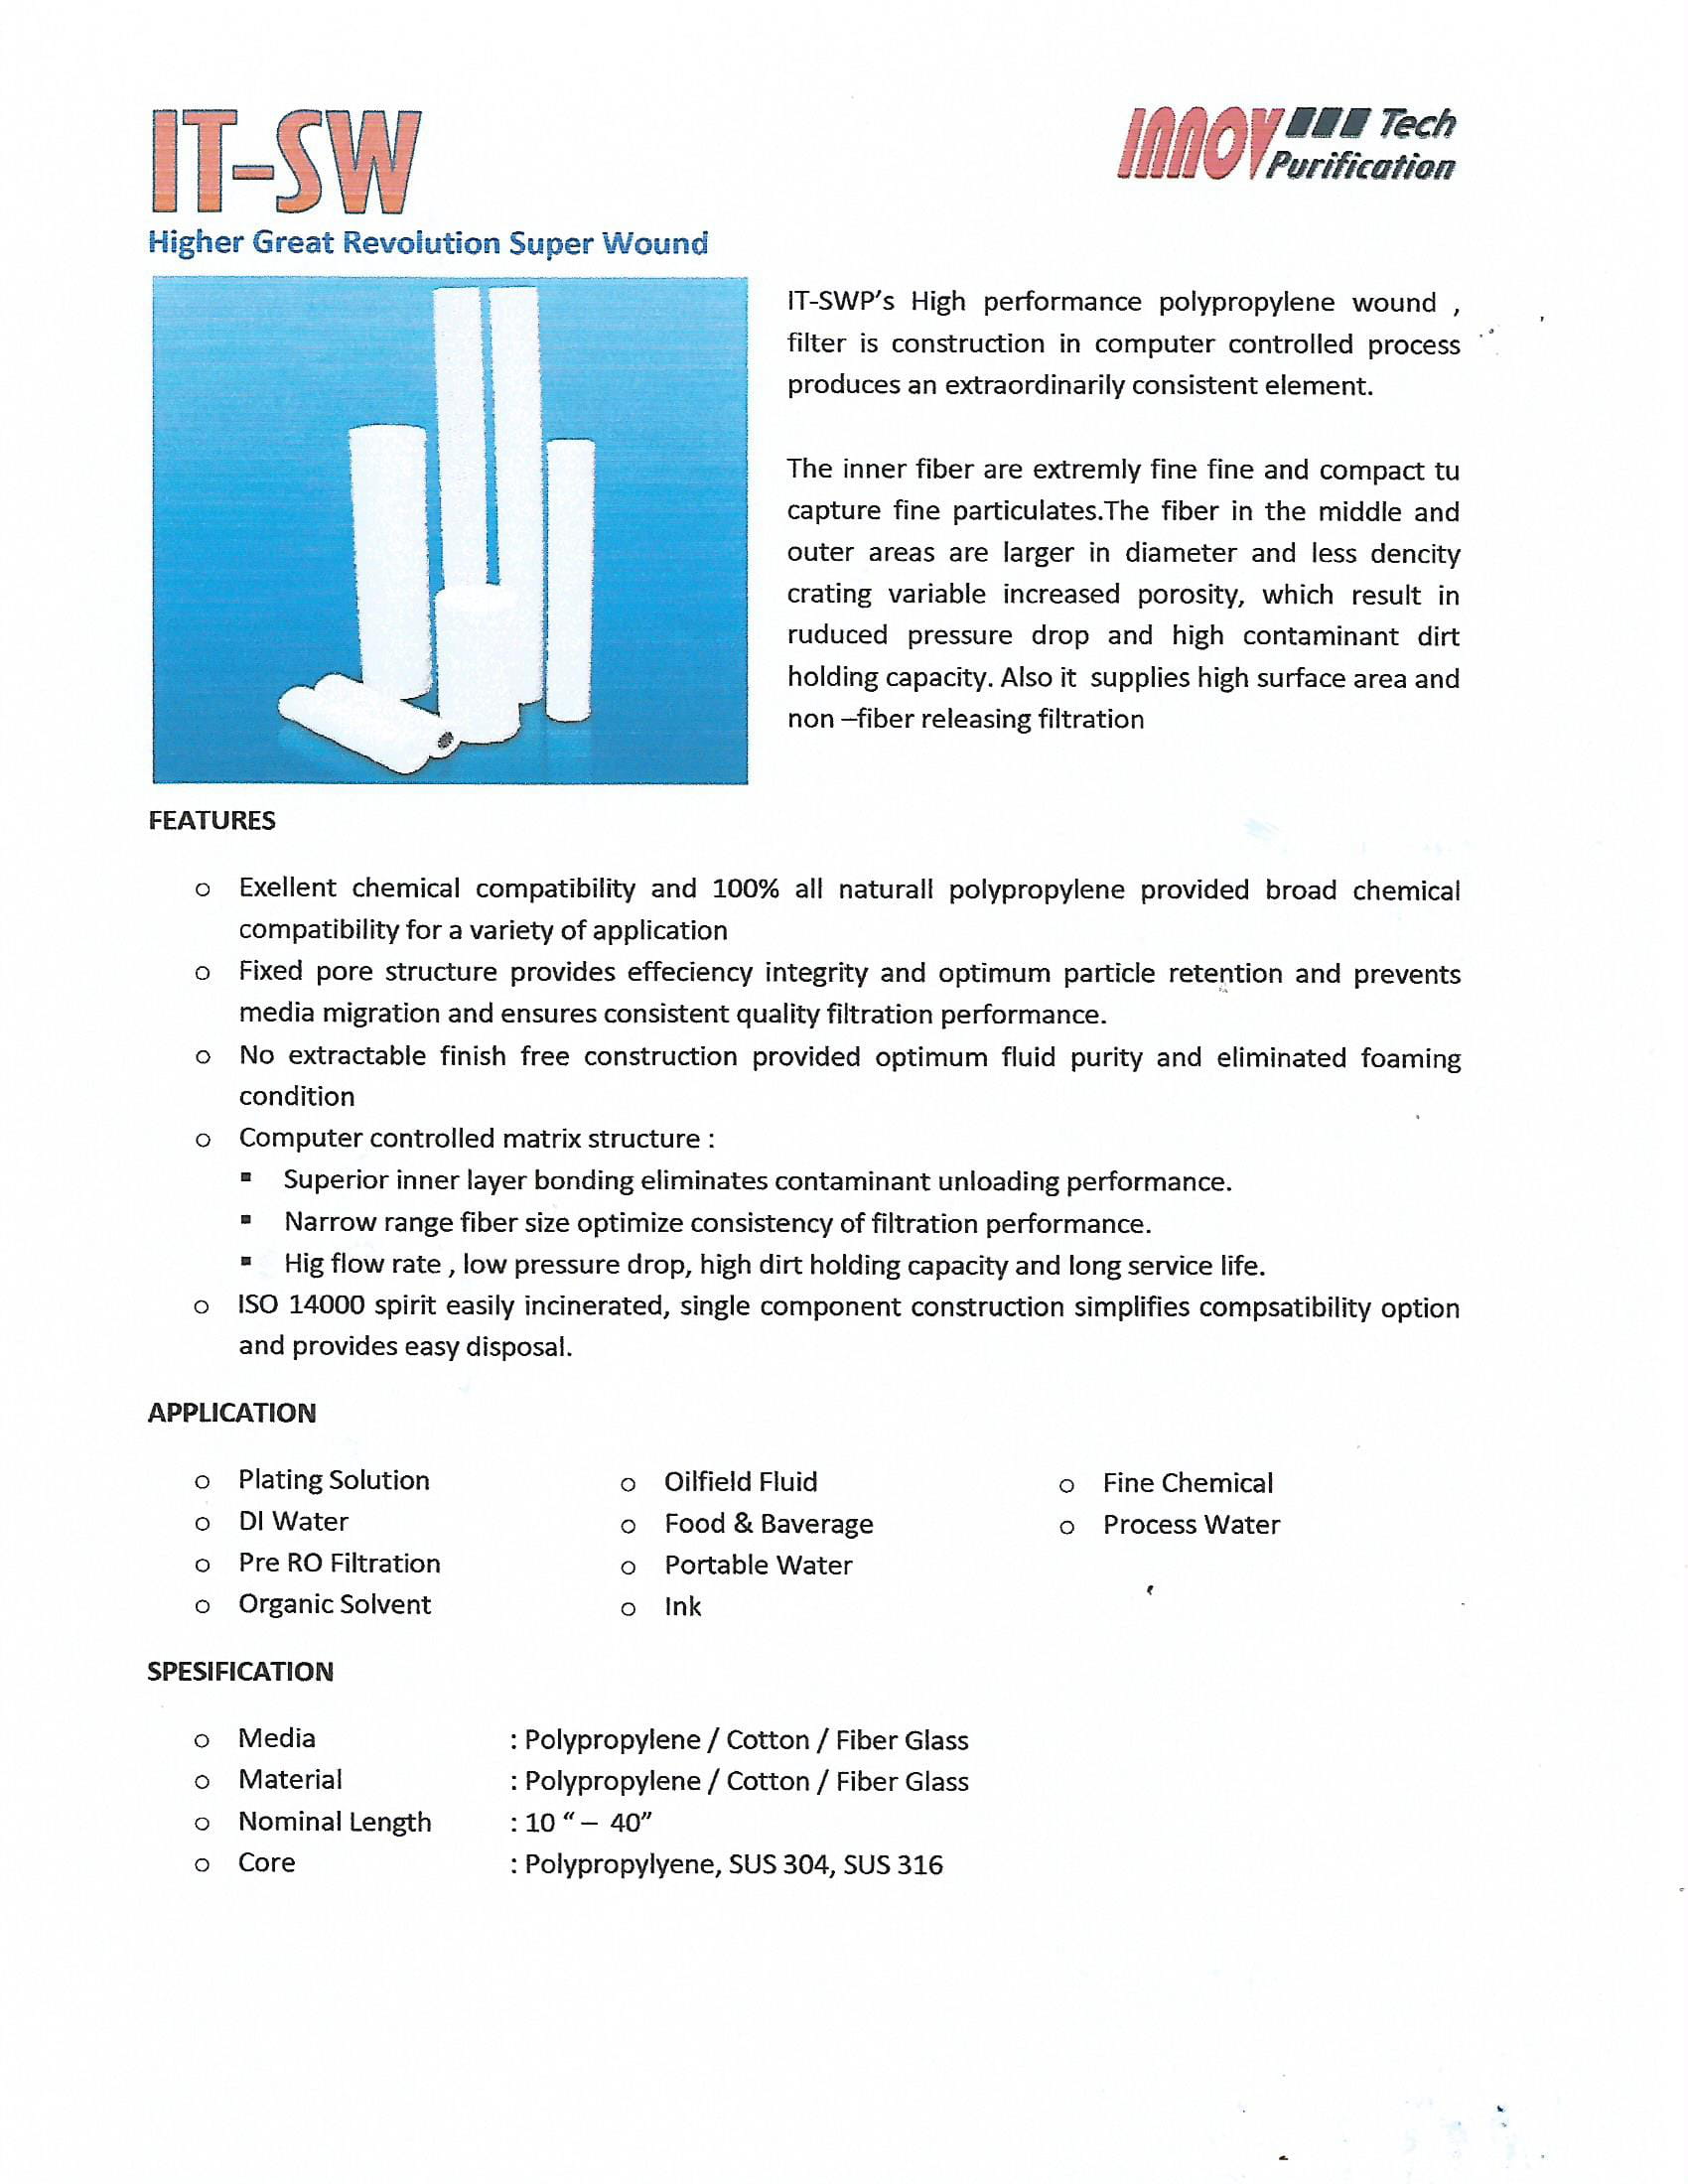 IT-SW
INNOV Tech
Purification
Higher Great Revolution Super Wound
IT-SWP’s High performance polypropylene wound ,
filter is construction in computer controlled process
produces an extraordinarily consistent element.
The inner fiber are extremly fine fine and compact tu
capture fine particulates.The fiber in the middle and
outer areas are larger in diameter and less dencity
crating variable increased porosity, which result in
ruduced pressure drop and high contaminant dirt
holding capacity. Also it supplies high surface area and
non –fiber releasing filtration
FEATURES
o Exellent chemical compatibility and 100% all naturall polypropylene provided broad chemical
compatibility for a variety of application
o Fixed pore structure provides effeciency integrity and optimum particle retention and prevents
media migration and ensures consistent quality filtration performance.
o No extractable finish free construction provided optimum fluid purity and eliminated foaming
condition
o Computer controlled matrix structure :
▪ Superior inner layer bonding eliminates contaminant unloading performance.
▪ Narrow range fiber size optimize consistency of filtration performance.
▪ Hig flow rate , low pressure drop, high dirt holding capacity and long service life.
o ISO 14000 spirit easily incinerated, single component construction simplifies compsatibility option
and provides easy disposal.
APPLICATION
o Plating Solution
o DI Water
o Pre RO Filtration
o Organic Solvent
o Oilfield Fluid
o Food & Baverage
o Portable Water
o Ink
o Fine Chemical
o Process Water
SPESIFICATION
o Media : Polypropylene / Cotton / Fiber Glass
o Material : Polypropylene / Cotton / Fiber Glass
o Nominal Length : 10 “ – 40”
o Core : Polypropylyene, SUS 304, SUS 316